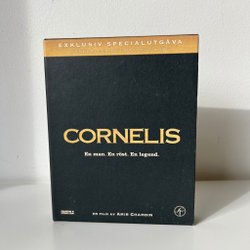 EXKLUSIV SPECIALUTGÅVA
CORNELIS
En man. En röst. En legend.
EN FILM AV AMIR CHAMDIN